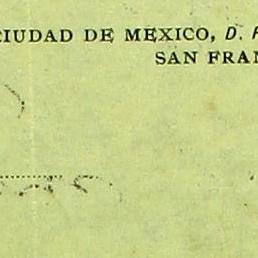 CIUDAD DE MEXICO, D.
SAN FRAN